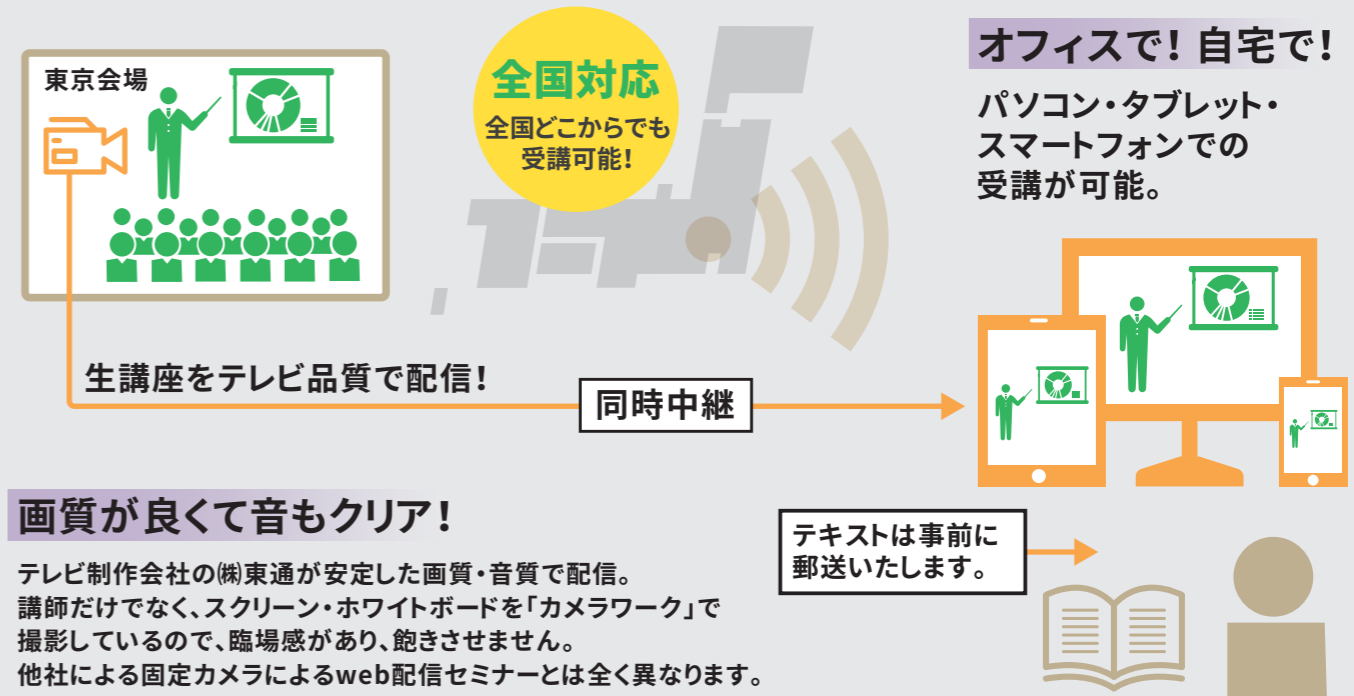 東京会場
全国対応
全国どこからでも
受講可能!
オフィスで! 自宅で!
パソコン・タブレット・
スマートフォンでの
受講が可能。
生講座をテレビ品質で配信!
同時中継
画質が良くて音もクリア!
テレビ制作会社の㈱東通が安定した画質・音質で配信。
講師だけでなく、スクリーン・ホワイトボードを「カメラワーク」で
撮影しているので、臨場感があり、飽きさせません。
他社による固定カメラによるweb配信セミナーとは全く異なります。
テキストは事前に
郵送いたします。